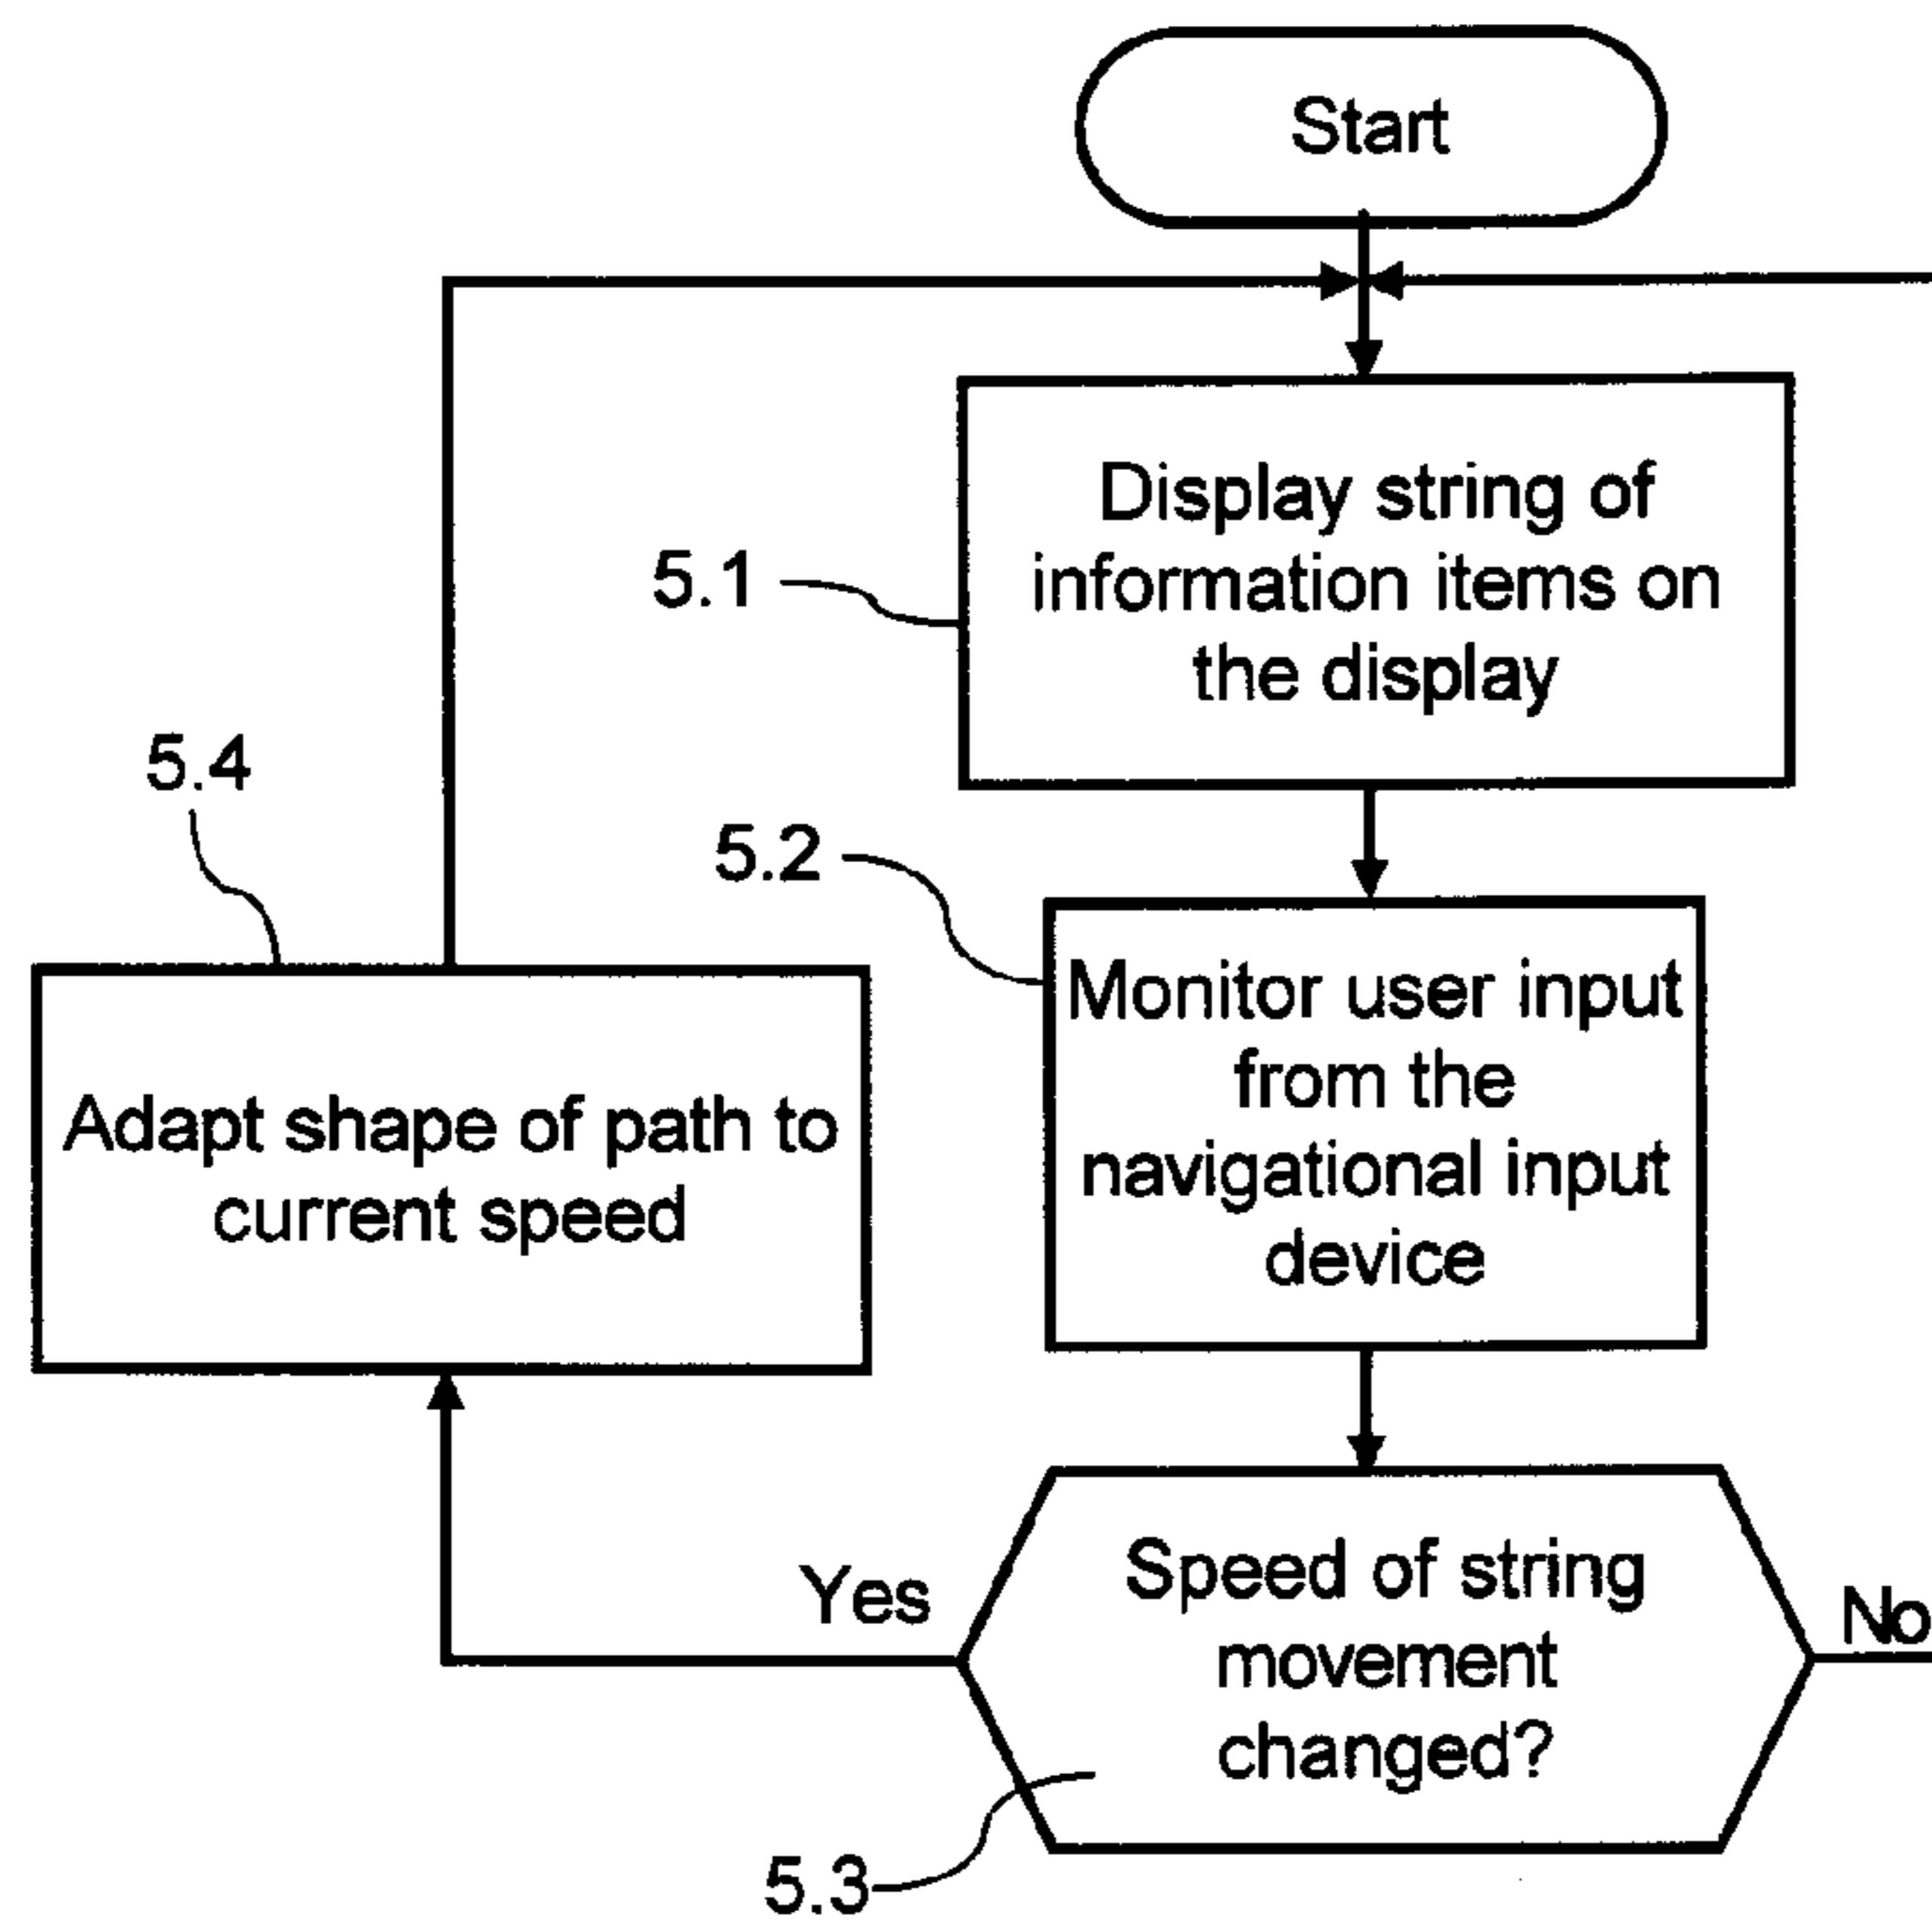 Start
Display string of
information items on
the display
5.1
5.4
5.2
Monitor user input
from the
navigational input
device
Adapt shape of path to
current speed
Yes
Speed of string
movement
changed?
No
5.3